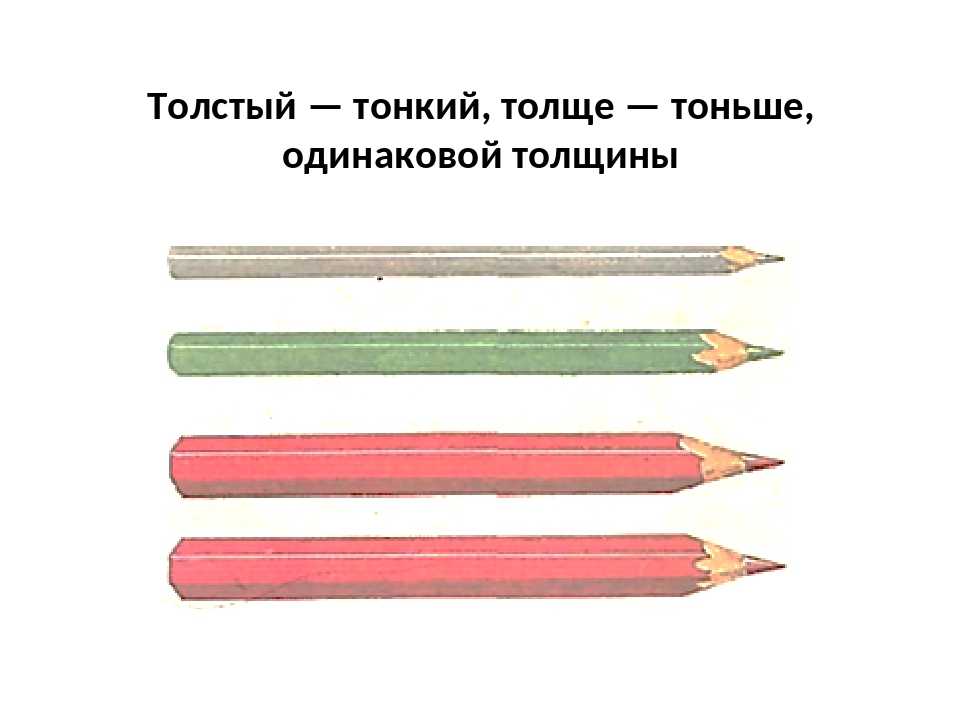 Толстый — тонкий, толще — тоньше,
одинаковой толщины